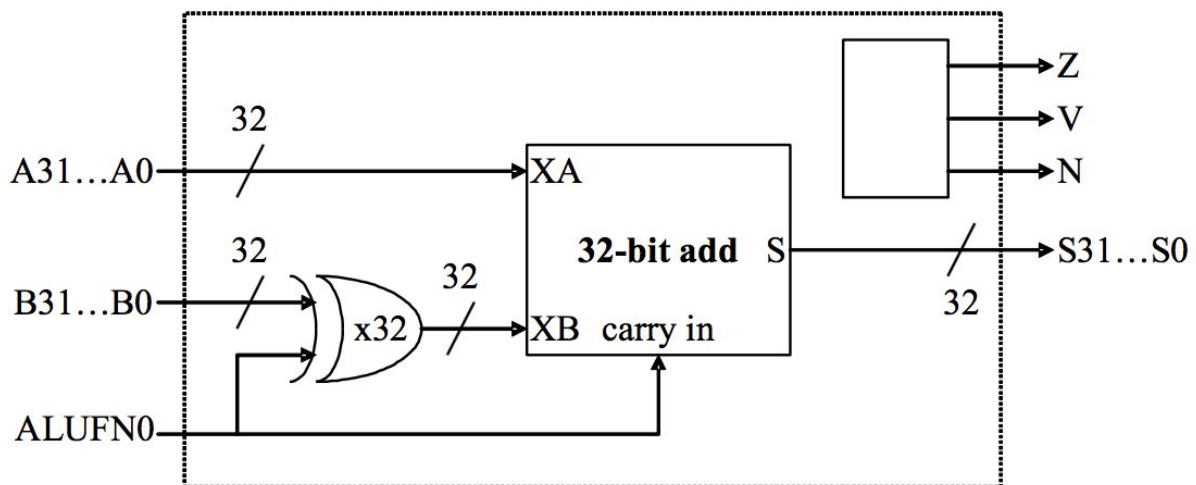 Z
V
N
32
A31...A0
XA
32-bit add
S
S31...S0
32
32
B31...B0
x32
32
XB
carry in
ALUFN0